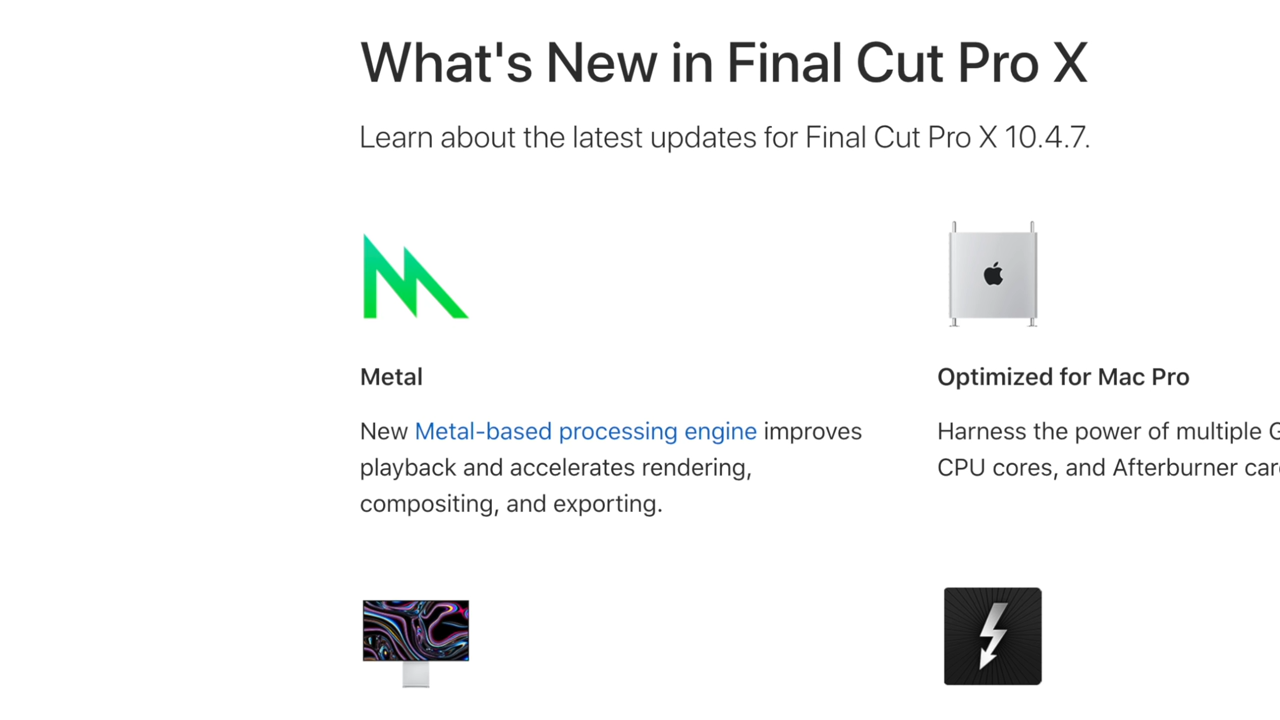 What's New in Final Cut Pro X
Learn about the latest updates for Final Cut Pro X 10.4.7.
Metal
New Metal-based processing engine improves
playback and accelerates rendering,
compositing, and exporting.
Optimized for Mac Pro
Harness the power of multiple
CPU cores, and Afterburner